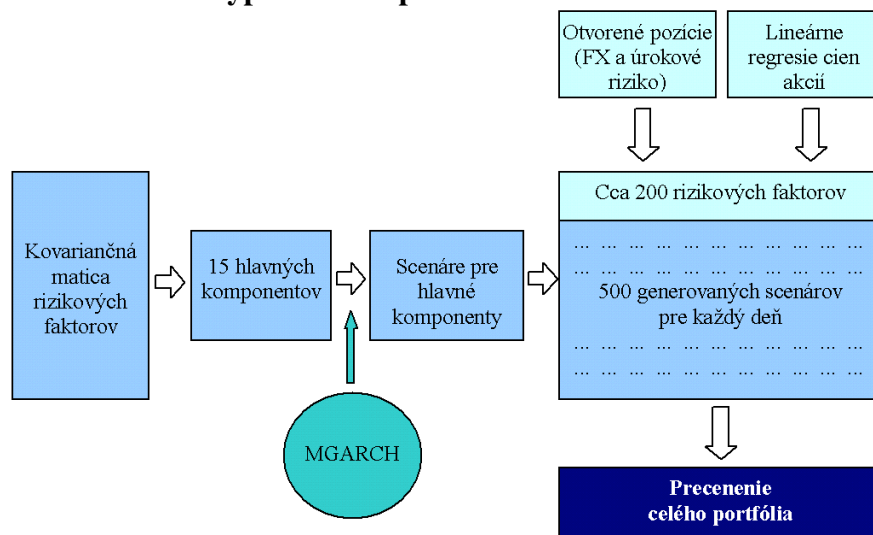 Otvorené pozície
(FX a úrokové
riziko)
Lineárne
regresie cien
akcií
Cca 200 rizikových faktorov
Kovariančná
matica
rizikových
faktorov
15 hlavných
komponentov
Scenáre pre
hlavné
komponenty
... ... ... ... ... ... ... ... ... ... ...
... ... ... ... ... ... ... ... ... ... ...
500 generovaných scenárov
pre každý deň
... ... ... ... ... ... ... ... ... ... ...
... ... ... ... ... ... ... ... ... ... ...
MGARCH
Precenenie
celého portfólia